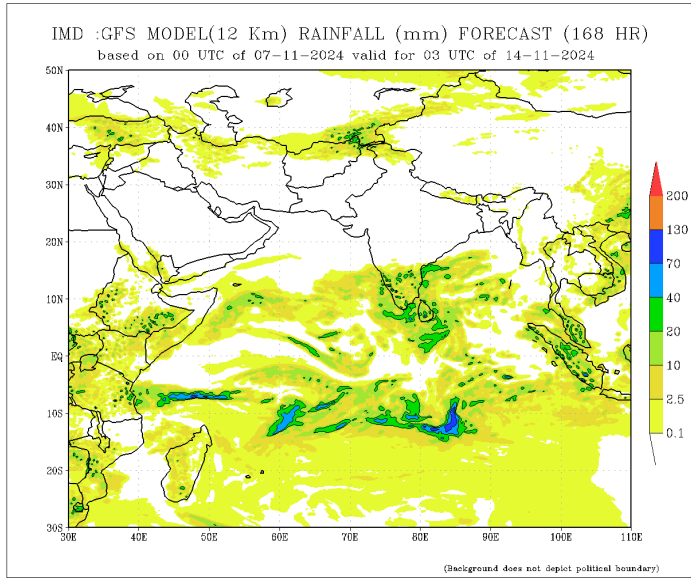 IMD :GFS MODEL(12 Km) RAINFALL (mm) FORECAST (168 HR)
based on 00 UTC of 07-11-2024 valid for 03 UTC of 14-11-2024
50N
40N
30N
20N
10N
EQ
10S
20S
30S
30E 40E 50E 60E 70E 80E 90E 100E 110E
200
130
70
40
20
10
2.5
0.1
(Background does not depict political boundary)